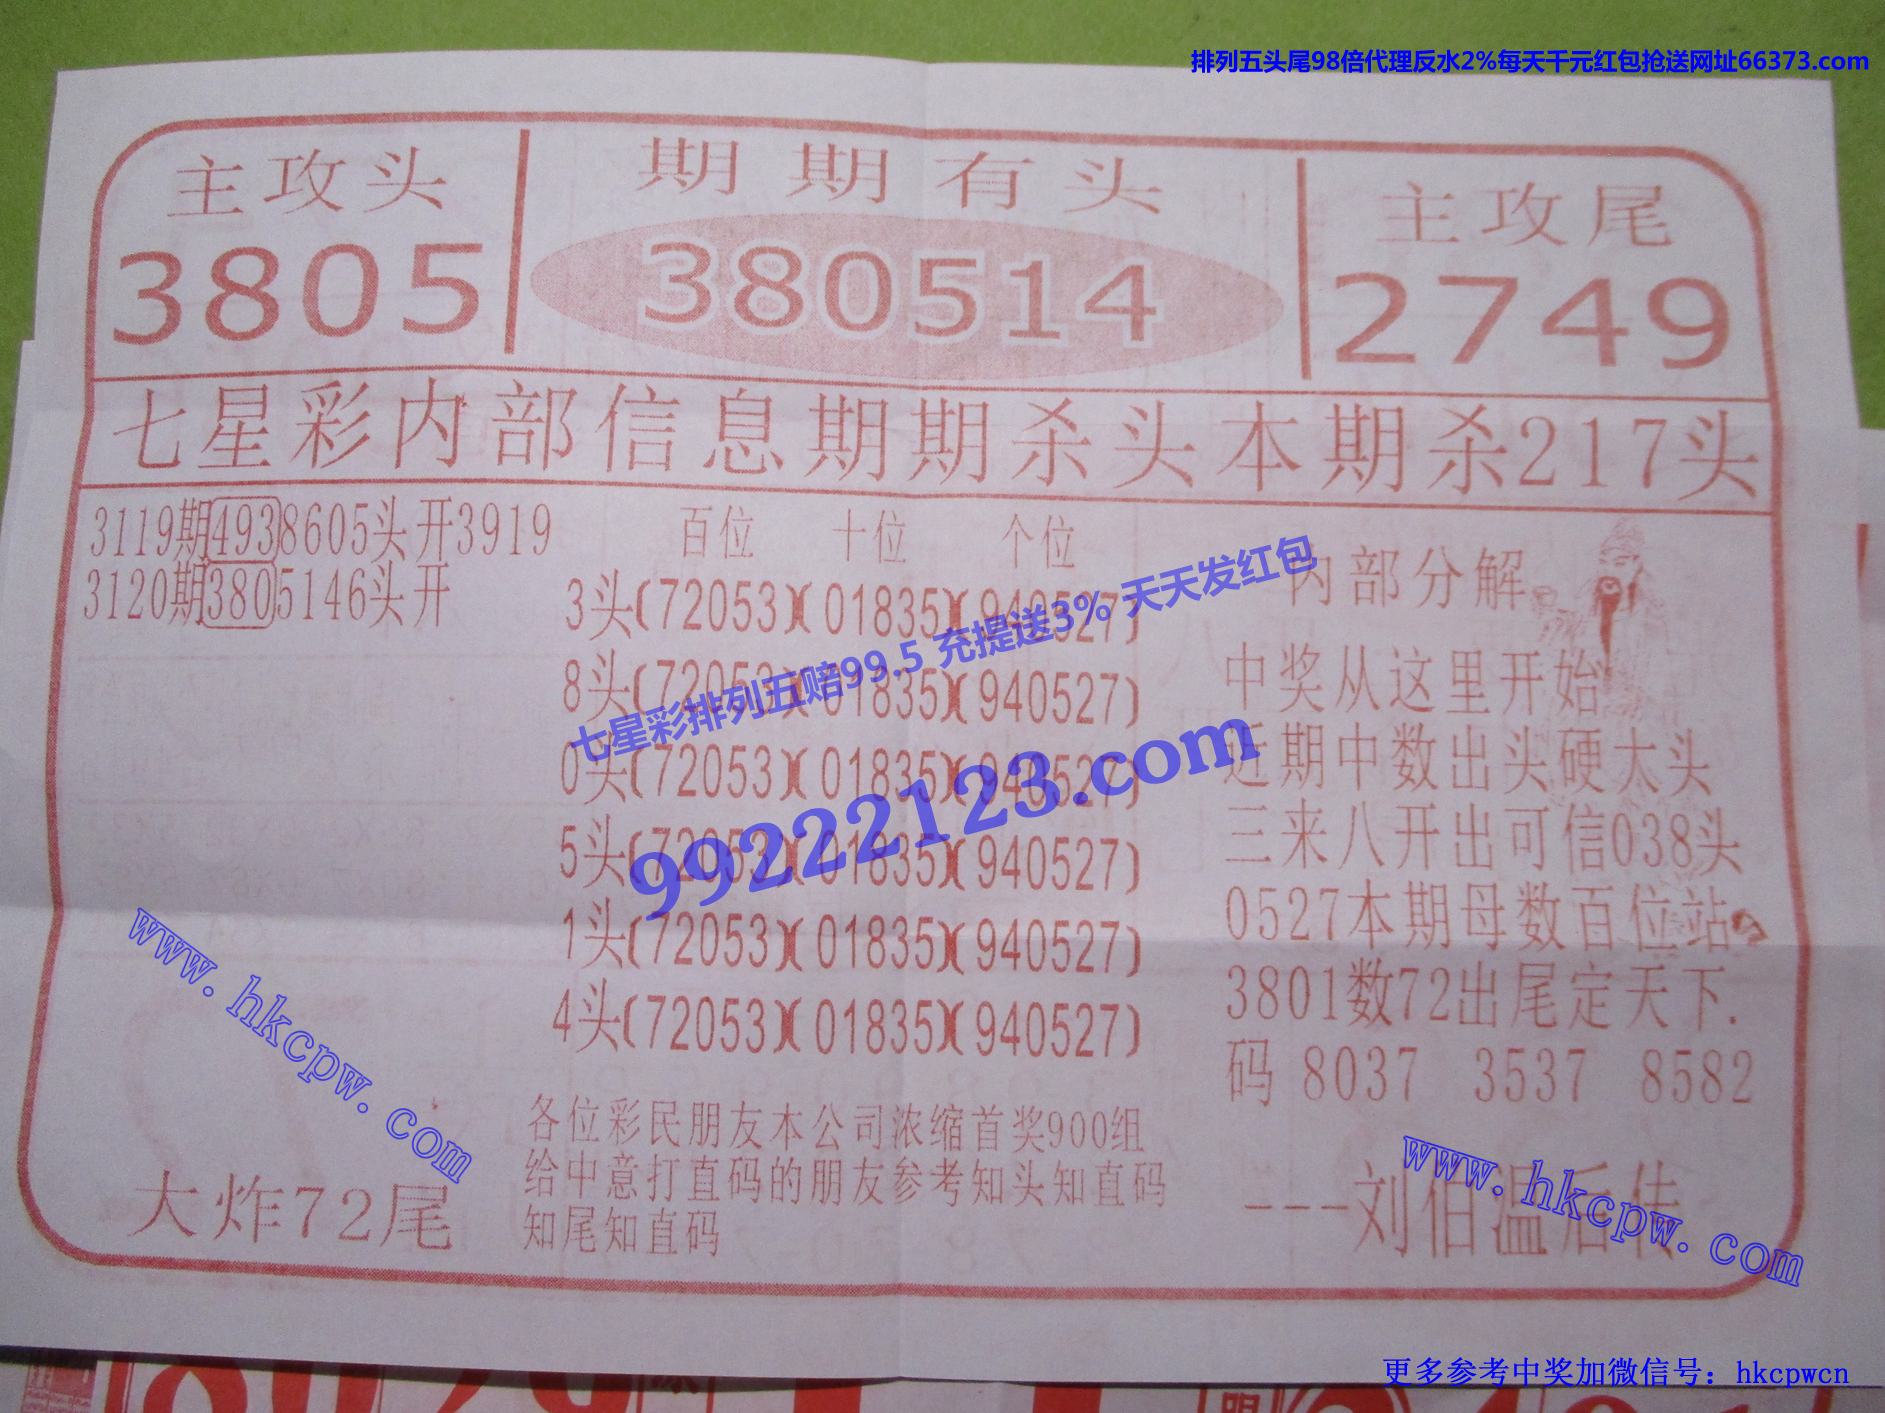 排列五头尾98倍代理反水2%每天千元红包抢送网址66373.com
主攻头
3805
期期有头
380514
主攻尾
2749
七星彩内部信息期期杀头本期杀217头
3119期4938605头开3919
3120期3805146头开
百位 十位 个位
3头(72053)(01835)(940527)
8头(72053)(01835)(940527)
0头(72053)(01835)(940527)
5头(72053)(01835)(940527)
1头(72053)(01835)(940527)
4头(72053)(01835)(940527)
七星彩排列五赔99.5 充提送3% 天天发红包
99222123.com
内部分解
中奖从这里开始
近期中数出头硬太头
三来八开出可信038头
0527本期母数百位站
3801数72出尾定天下.
码 8037 3537 8582
---刘伯温后传
www.hkcpw.com
www.hkcpw.com
大炸72尾
各位彩民朋友本公司浓缩首奖900组
给中意打直码的朋友参考知头知直码
知尾知直码
更多参考中奖加微信号：hkcpwcn